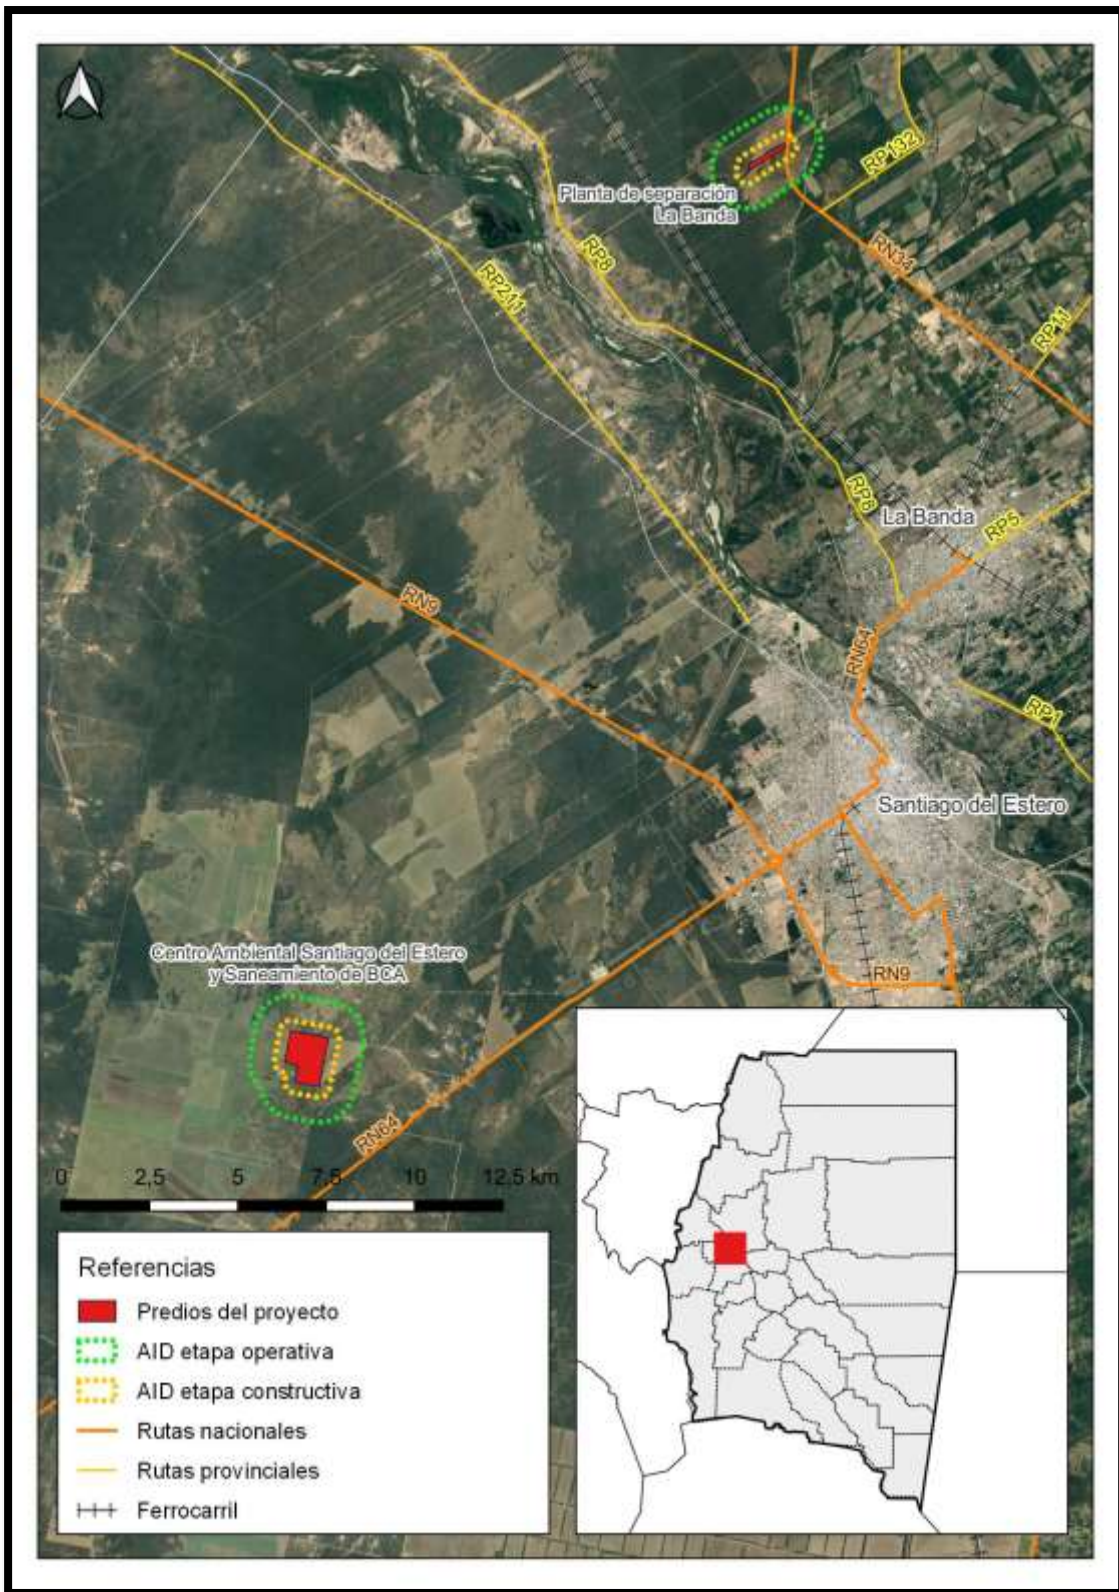 RP132
Planta de separación
La Banda
RN34
RP8
RP211
RP11
RP6
La Banda
RP5
RN9
RN64
RP1
Santiago del Estero
Centro Ambiental Santiago del Estero
y Saneamiento de BCA
RN9
RN64
0 2,5 5 7,5 10 12,5 km
Referencias
Predios del proyecto
AID etapa operativa
AID etapa constructiva
Rutas nacionales
Rutas provinciales
Ferrocarril